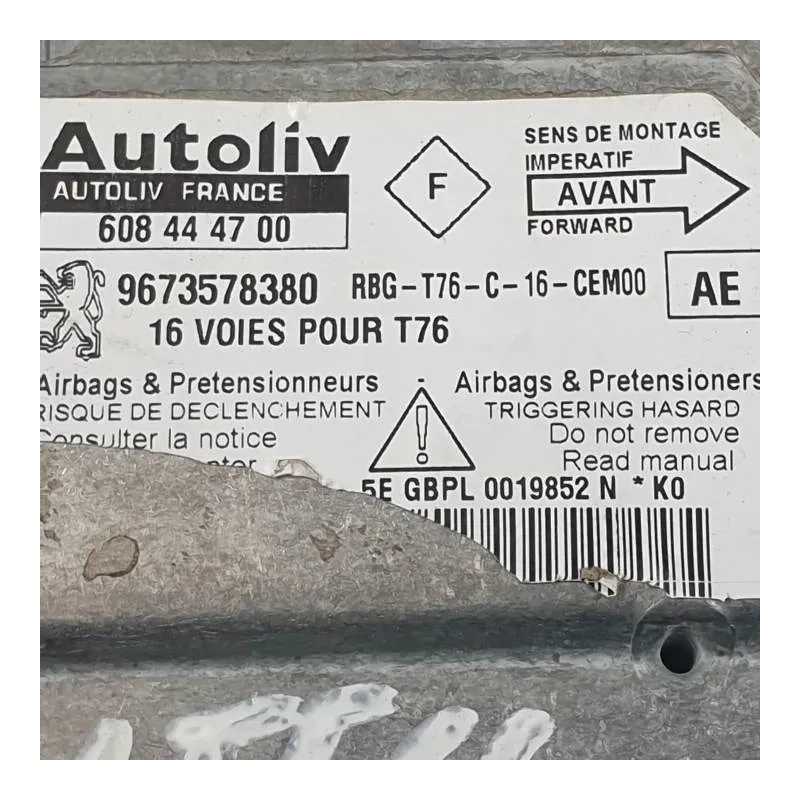 Autoliv
AUTOLIV FRANCE
608 44 47 00
F
SENS DE MONTAGE
IMPERATIF
AVANT
FORWARD
9673578380 RBG-T76-C-16-CEM00
AE
16 VOIES POUR T76
Airbags & Pretensionneurs
RISQUE DE DECLENCHEMENT
Consulter la notice
- Airbags & Pretensioners
TRIGGERING HASARD
Do not remove
Read manual
5E GBPL 0019852 N * K0